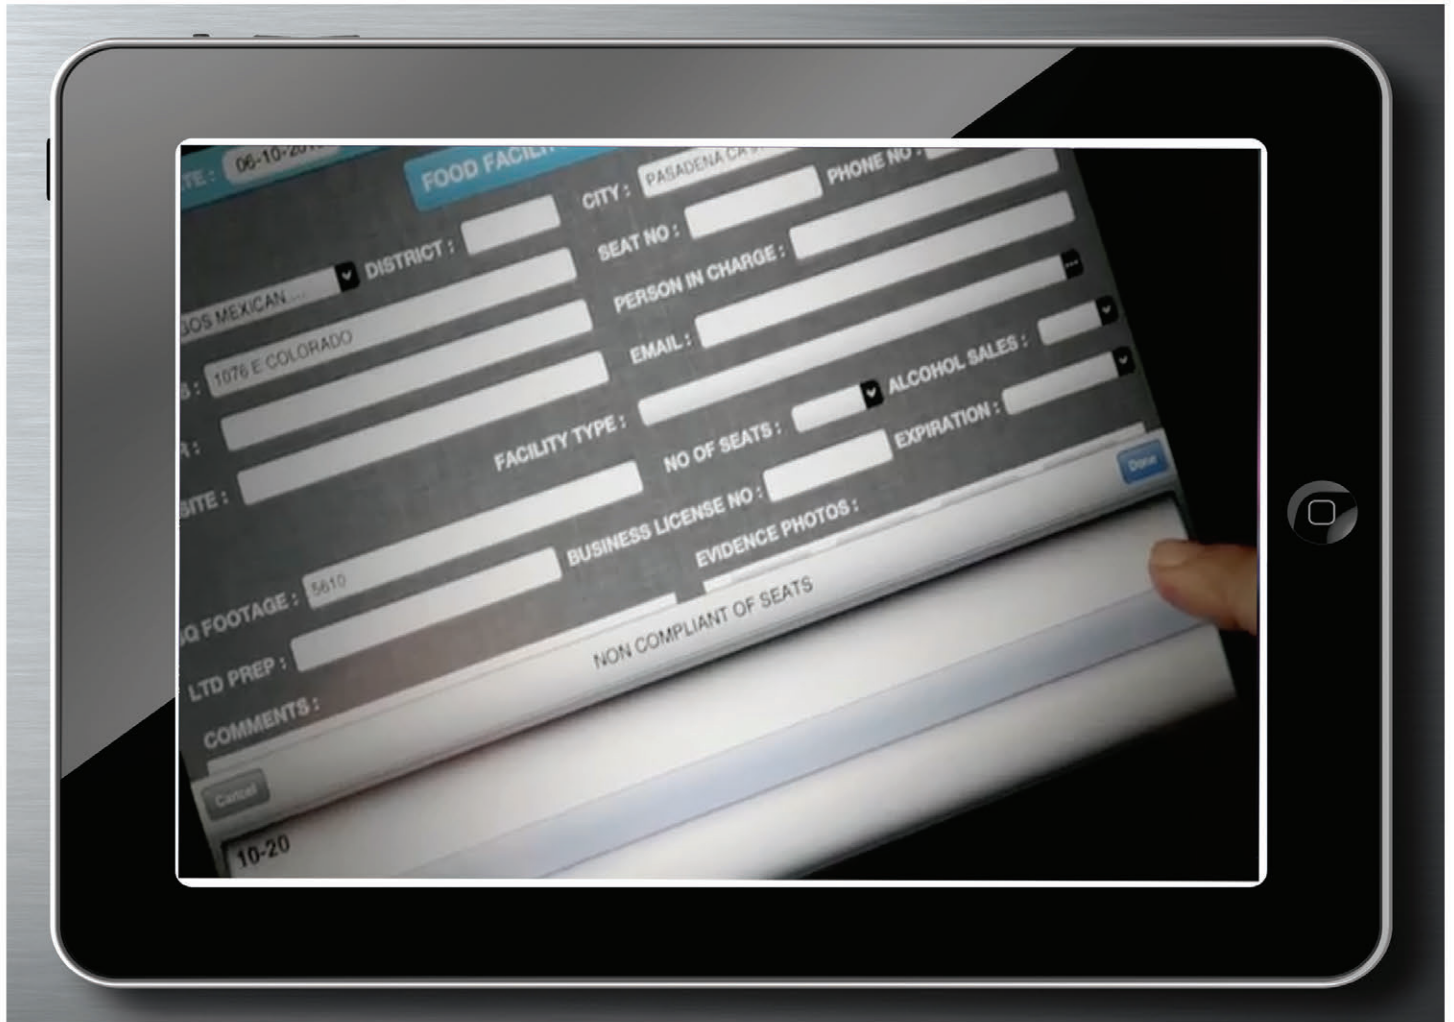 06-10-20
FOOD FACILI
CITY : PASADENA CA
DISTRICT :
SEAT NO :
PHONE NO :
MEXICAN ...
PERSON IN CHARGE :
1076 E COLORADO
EMAIL :
SITE :
FACILITY TYPE :
NO OF SEATS :
ALCOHOL SALES :
SQ FOOTAGE : 5610
BUSINESS LICENSE NO :
EXPIRATION :
LTD PREP :
EVIDENCE PHOTOS :
COMMENTS :
NON COMPLIANT OF SEATS
Done
Cancel
10-20